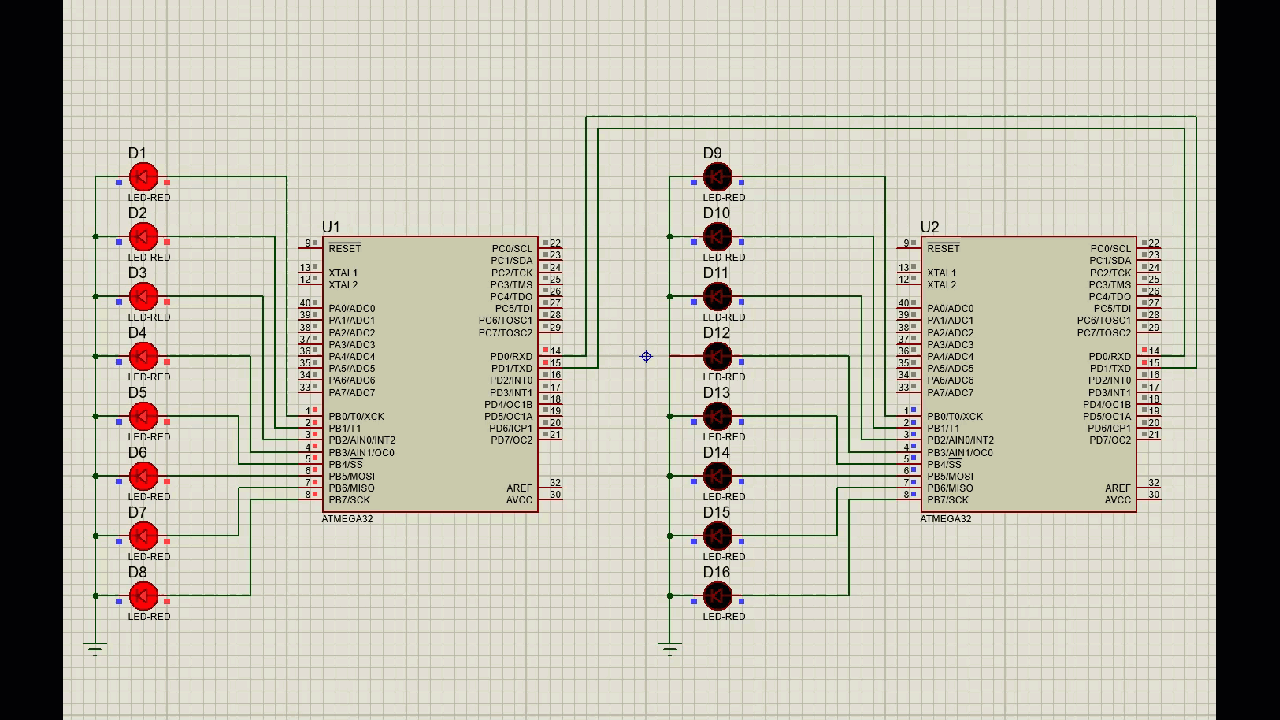 D1
LED-RED
D2
LED-RED
D3
LED-RED
D4
LED-RED
D5
LED-RED
D6
LED-RED
D7
LED-RED
D8
LED-RED
U1
9 RESET
13 XTAL1
12 XTAL2
40 PA0/ADC0
39 PA1/ADC1
38 PA2/ADC2
37 PA3/ADC3
36 PA4/ADC4
35 PA5/ADC5
34 PA6/ADC6
33 PA7/ADC7
1 PB0/T0/XCK
2 PB1/T1
3 PB2/AIN0/INT2
4 PB3/AIN1/OC0
5 PB4/SS
6 PB5/MOSI
7 PB6/MISO
8 PB7/SCK
PC0/SCL 22
PC1/SDA 23
PC2/TCK 24
PC3/TMS 25
PC4/TDO 26
PC5/TDI 27
PC6/TOSC1 28
PC7/TOSC2 29
PD0/RXD 14
PD1/TXD 15
PD2/INT0 16
PD3/INT1 17
PD4/OC1B 18
PD5/OC1A 19
PD6/ICP1 20
PD7/OC2 21
AREF 32
AVCC 30
ATMEGA32
D9
LED-RED
D10
LED-RED
D11
LED-RED
D12
LED-RED
D13
LED-RED
D14
LED-RED
D15
LED-RED
D16
LED-RED
U2
9 RESET
13 XTAL1
12 XTAL2
40 PA0/ADC0
39 PA1/ADC1
38 PA2/ADC2
37 PA3/ADC3
36 PA4/ADC4
35 PA5/ADC5
34 PA6/ADC6
33 PA7/ADC7
1 PB0/T0/XCK
2 PB1/T1
3 PB2/AIN0/INT2
4 PB3/AIN1/OC0
5 PB4/SS
6 PB5/MOSI
7 PB6/MISO
8 PB7/SCK
PC0/SCL 22
PC1/SDA 23
PC2/TCK 24
PC3/TMS 25
PC4/TDO 26
PC5/TDI 27
PC6/TOSC1 28
PC7/TOSC2 29
PD0/RXD 14
PD1/TXD 15
PD2/INT0 16
PD3/INT1 17
PD4/OC1B 18
PD5/OC1A 19
PD6/ICP1 20
PD7/OC2 21
AREF 32
AVCC 30
ATMEGA32